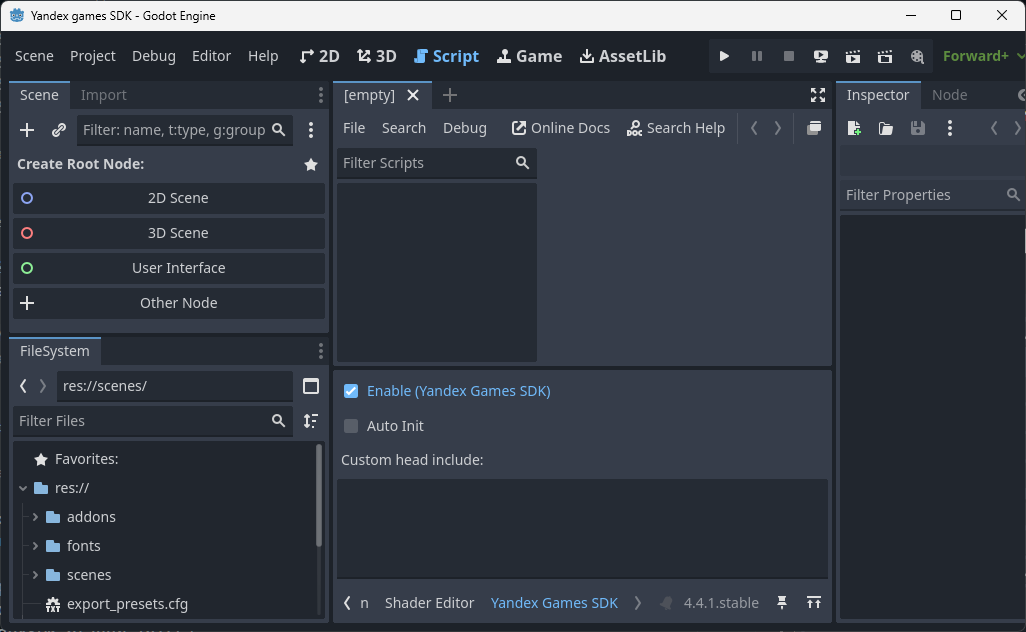 Yandex games SDK - Godot Engine
Scene Project Debug Editor Help 2D 3D Script Game AssetLib Forward+
Scene Import
Filter: name, t:type, g:group
Create Root Node:
2D Scene
3D Scene
User Interface
Other Node
FileSystem
res://scenes/
Filter Files
Favorites:
res://
addons
fonts
scenes
export_presets.cfg
[empty]
File Search Debug Online Docs Search Help
Filter Scripts
Enable (Yandex Games SDK)
Auto Init
Custom head include:
n Shader Editor Yandex Games SDK 4.4.1.stable
Inspector Node
Filter Properties